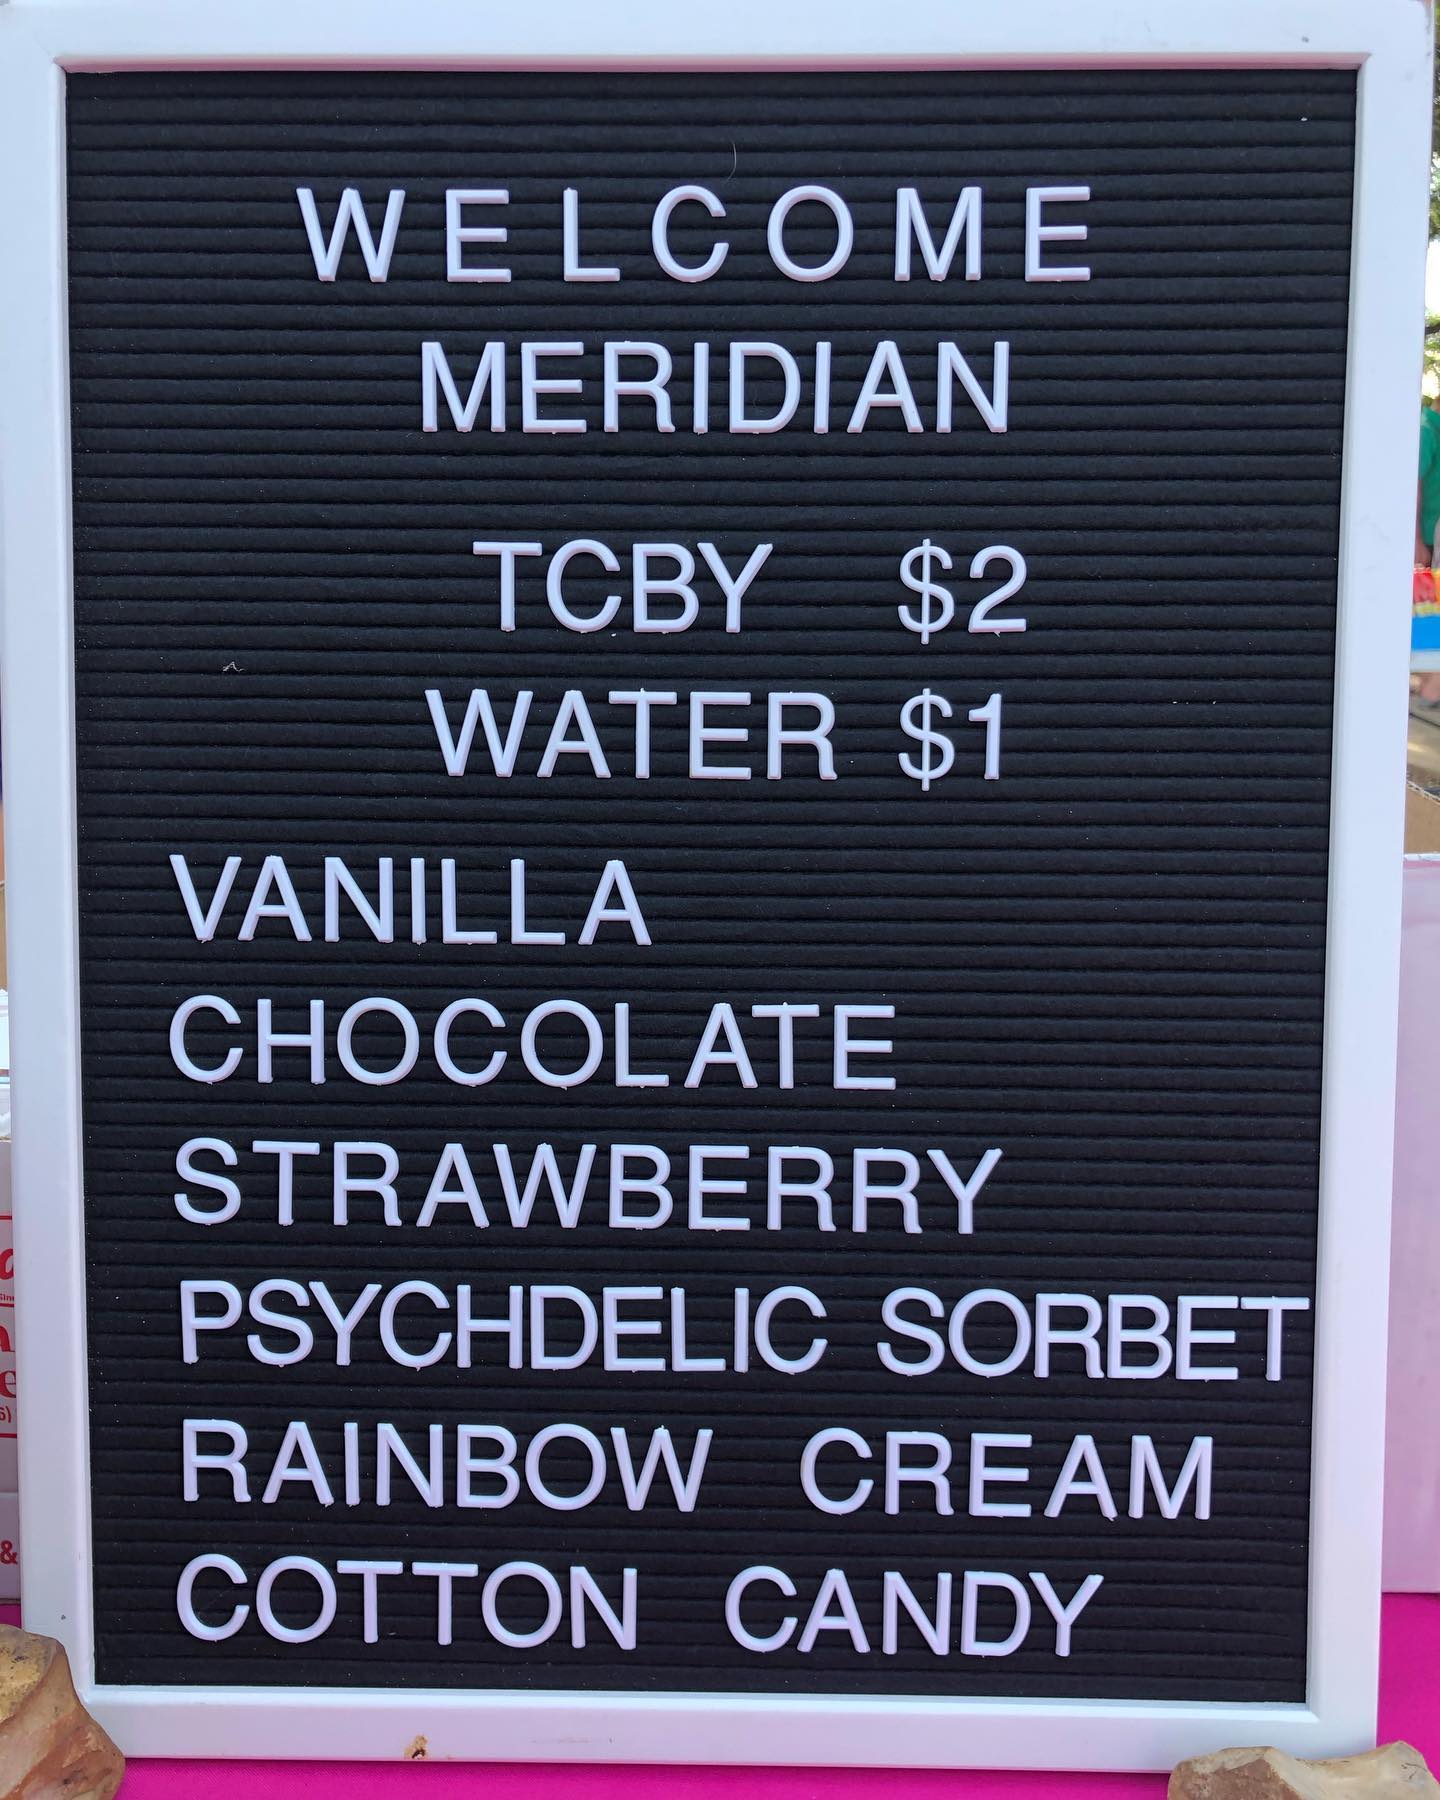 WELCOME
MERIDIAN
TCBY $2
WATER $1
VANILLA
CHOCOLATE
STRAWBERRY
PSYCHDELIC SORBET
RAINBOW CREAM
COTTON CANDY
&